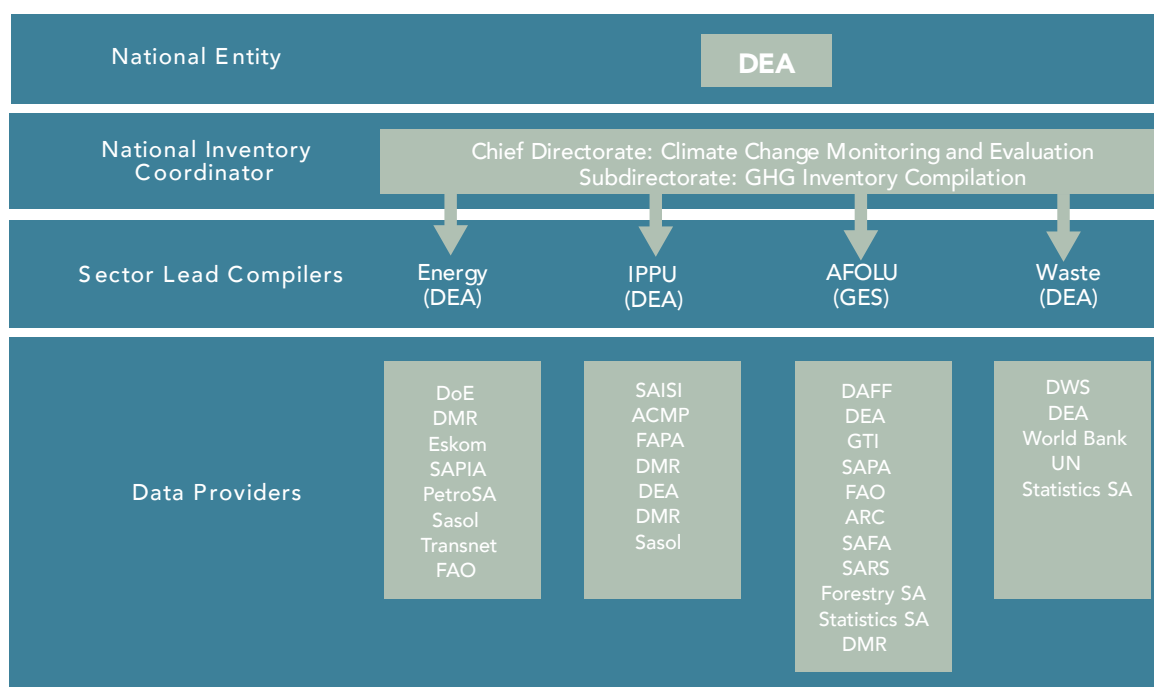 National Entity
DEA
National Inventory
Coordinator
Chief Directorate: Climate Change Monitoring and Evaluation
Subdirectorate: GHG Inventory Compilation
Sector Lead Compilers
Energy
(DEA)
IPPU
(DEA)
AFOLU
(GES)
Waste
(DEA)
Data Providers
DoE
DMR
Eskom
SAPIA
PetroSA
Sasol
Transnet
FAO
SAISI
ACMP
FAPA
DMR
DEA
DMR
Sasol
DAFF
DEA
GTI
SAPA
FAO
ARC
SAFA
SARS
Forestry SA
Statistics SA
DMR
DWS
DEA
World Bank
UN
Statistics SA